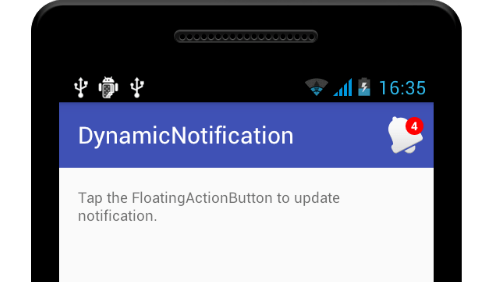 16:35
DynamicNotification
4
Tap the FloatingActionButton to update
notification.